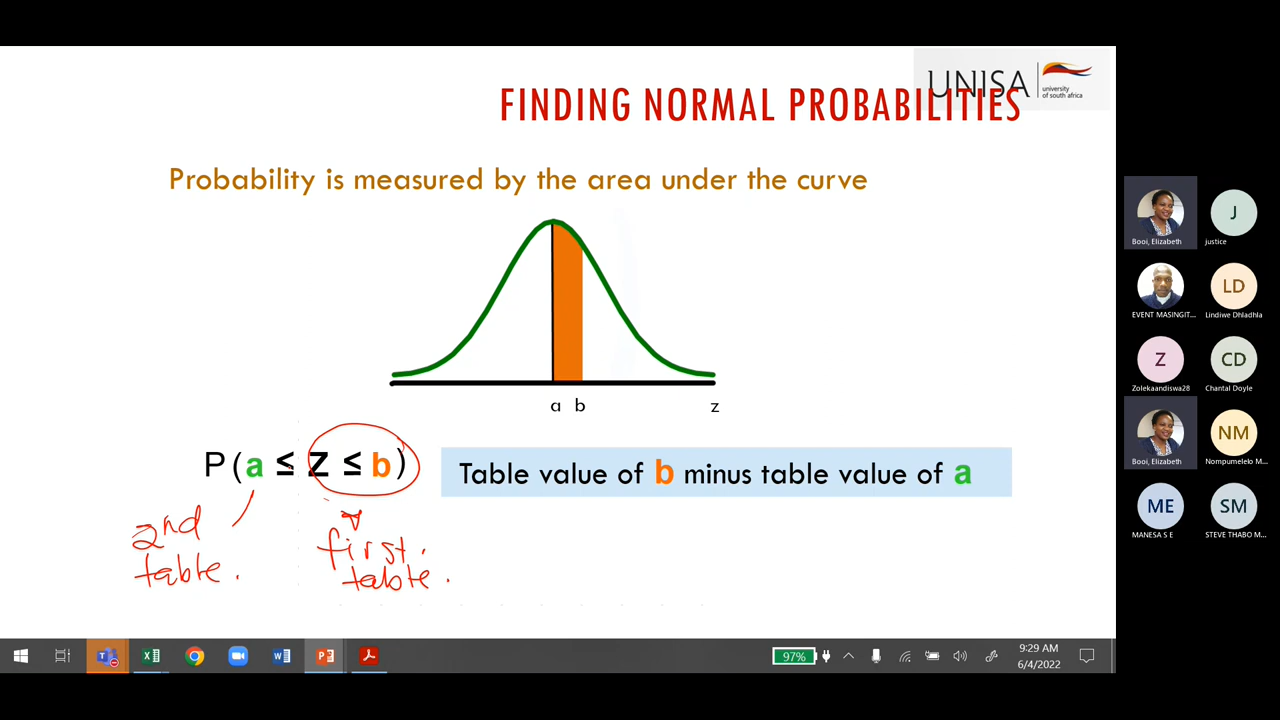 UNISA
university
of south africa
FINDING NORMAL PROBABILITIES
Probability is measured by the area under the curve
a b z
P(a ≤ Z ≤ b)
Table value of b minus table value of a
2nd
table.
first.
table.
Booi, Elizabeth
J
justice
EVENT MASINGIT...
LD
Lindiwe Dhladhla
Z
Zolekaandiswa28
CD
Chantal Doyle
Booi, Elizabeth
NM
Nompumelelo M...
ME
MANESA S E
SM
STEVE THABO M...
97%
9:29 AM
6/4/2022